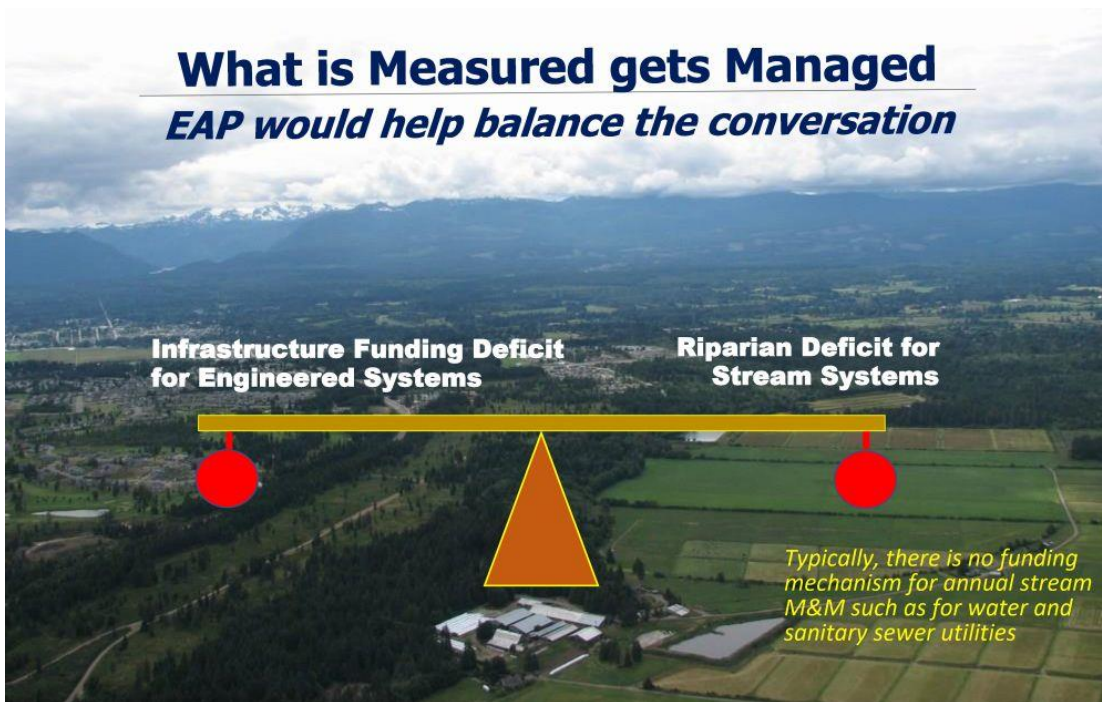 What is Measured gets Managed
EAP would help balance the conversation
Infrastructure Funding Deficit
for Engineered Systems
Riparian Deficit for
Stream Systems
Typically, there is no funding
mechanism for annual stream
M&M such as for water and
sanitary sewer utilities